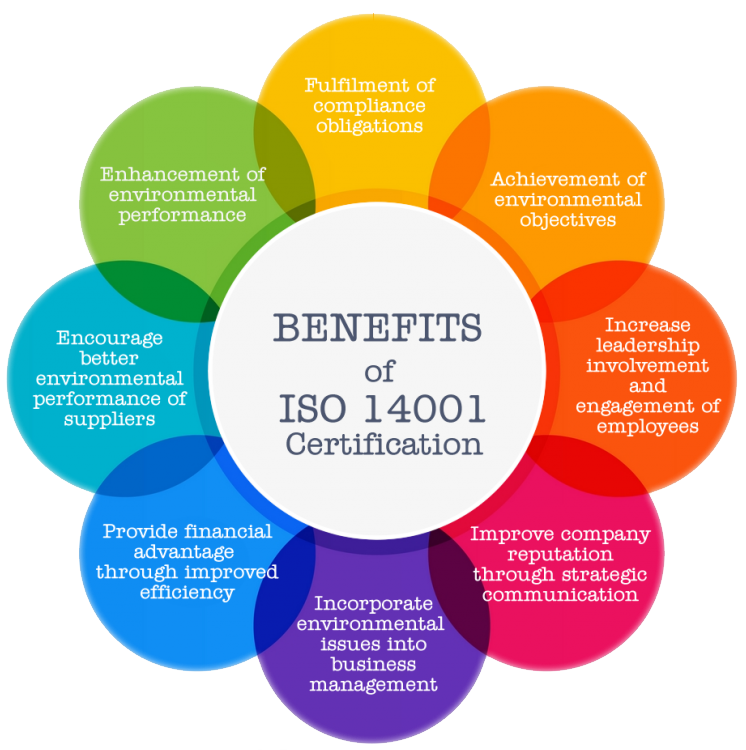 BENEFITS
of
ISO 14001
Certification
Fulfilment of
compliance
obligations
Achievement of
environmental
objectives
Increase
leadership
involvement
and
engagement of
employees
Improve company
reputation
through strategic
communication
Incorporate
environmental
issues into
business
management
Provide financial
advantage
through improved
efficiency
Encourage
better
environmental
performance of
suppliers
Enhancement of
environmental
performance